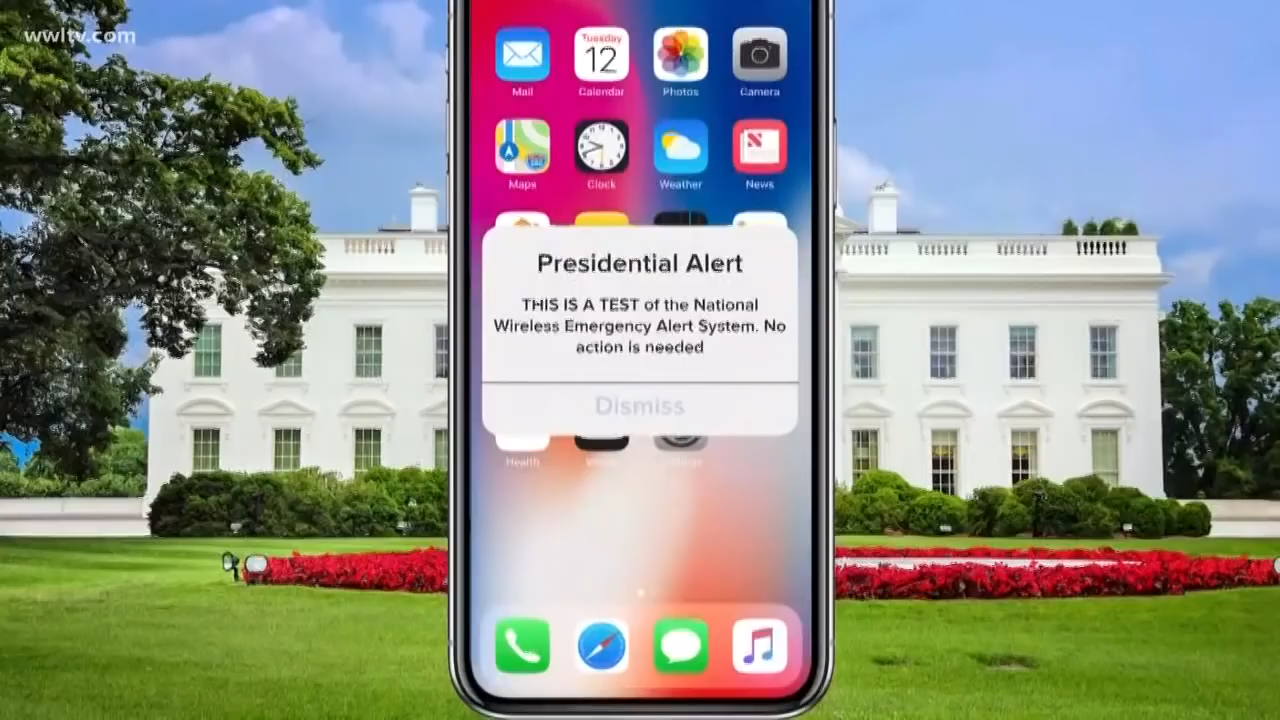 wwltv.com
Tuesday
12
Mail
Calendar
Photos
Camera
Maps
Clock
Weather
News
Presidential Alert
THIS IS A TEST of the National
Wireless Emergency Alert System. No
action is needed
Dismiss
Health